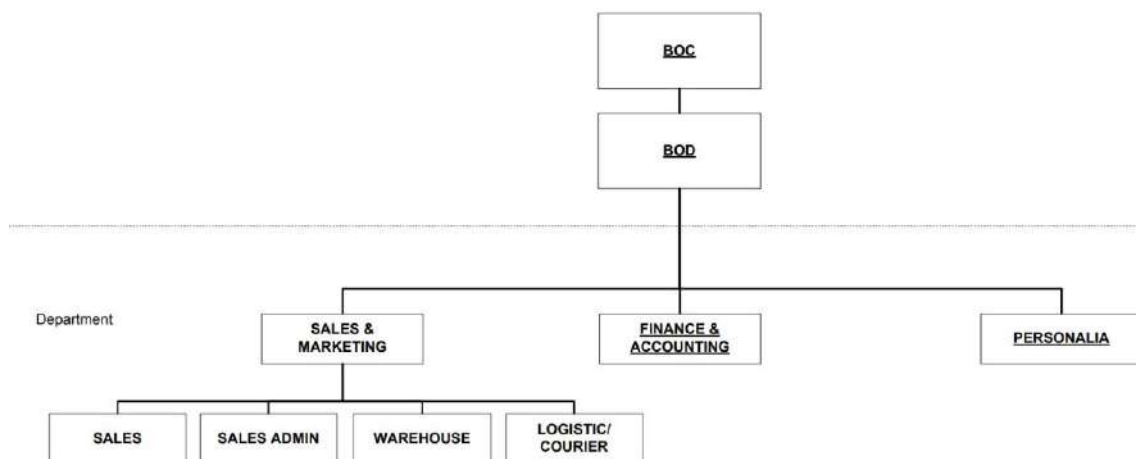 BOC
BOD
Department
SALES &
MARKETING
FINANCE &
ACCOUNTING
PERSONALIA
SALES
SALES ADMIN
WAREHOUSE
LOGISTIC/
COURIER